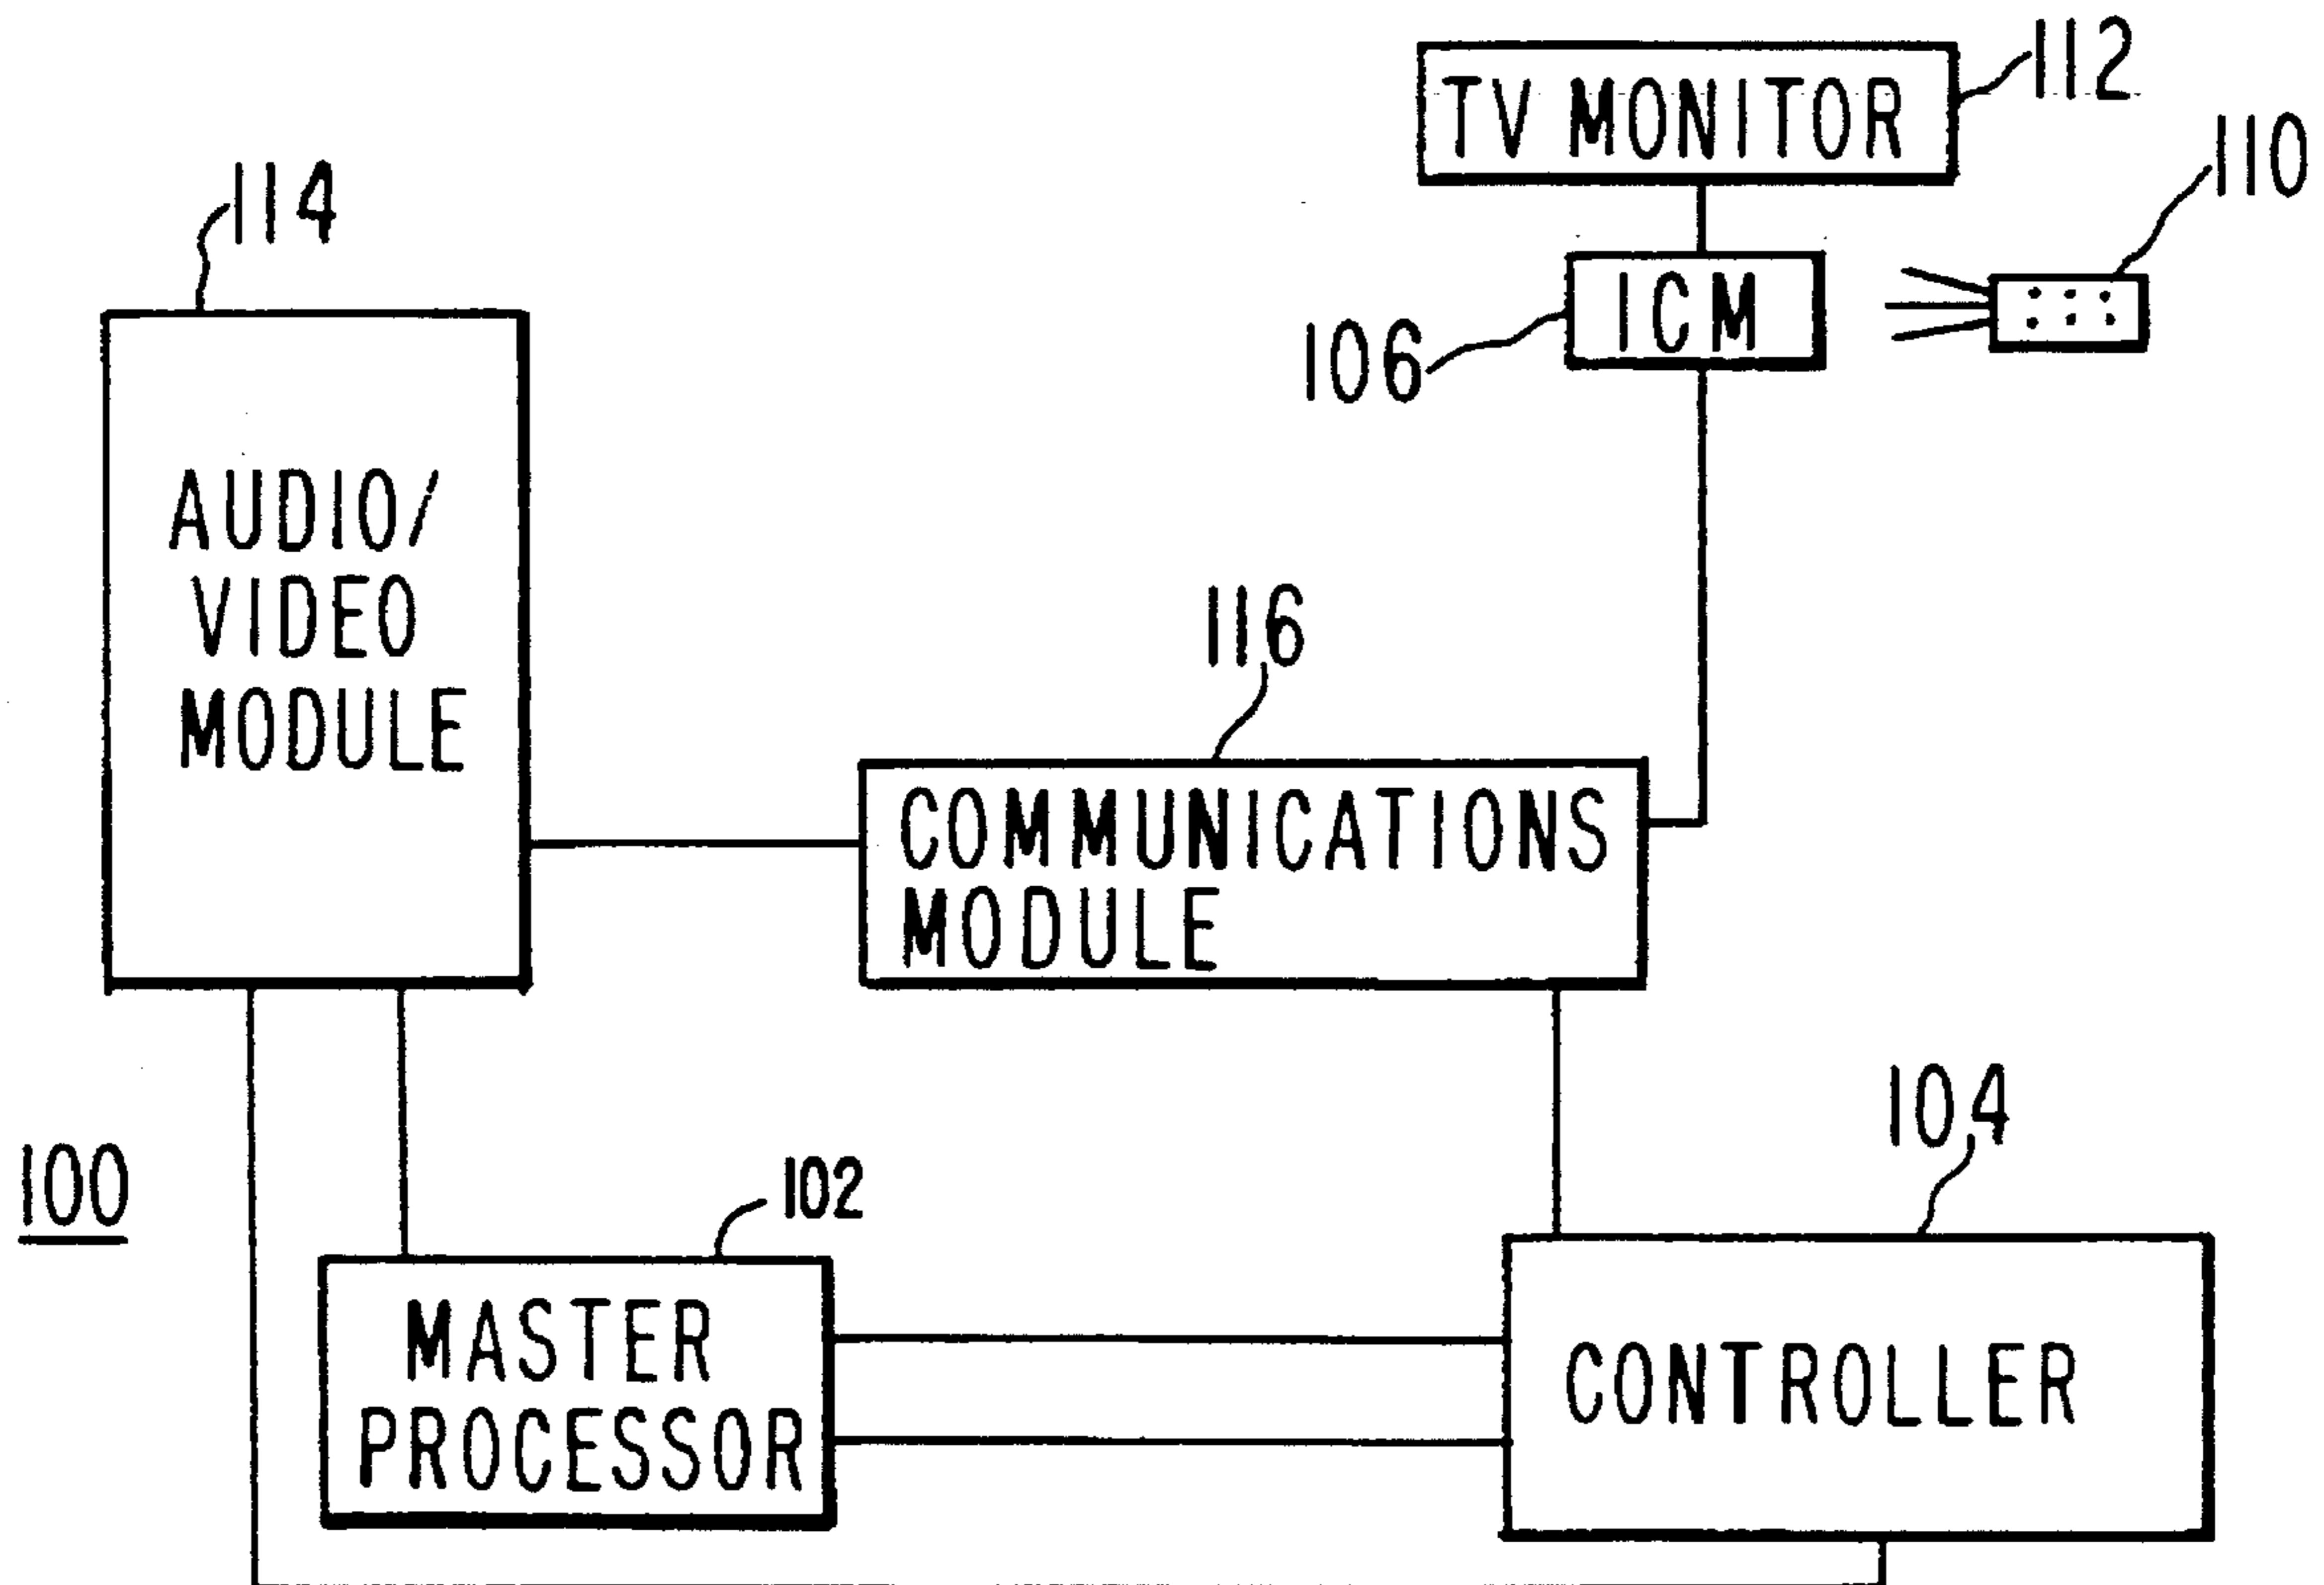 TV MONITOR
112
110
114
ICM
106
AUDIO/
VIDEO
MODULE
116
COMMUNICATIONS
MODULE
104
100
102
MASTER
PROCESSOR
CONTROLLER